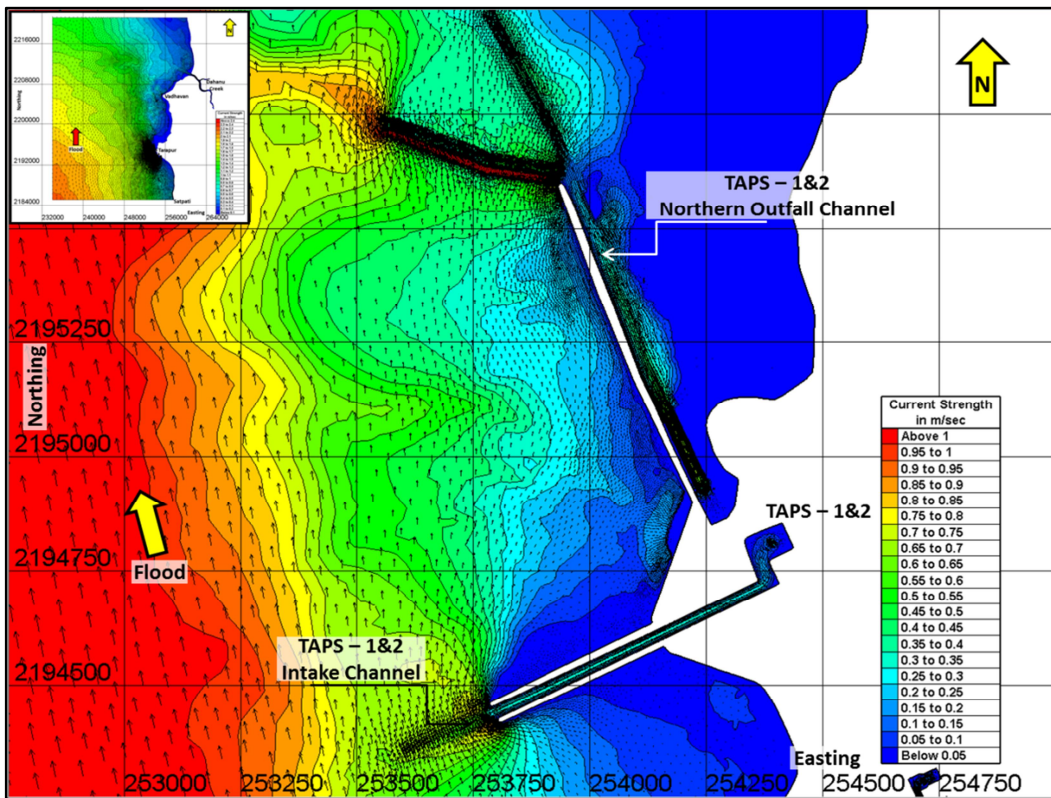 N
TAPS – 1&2
Northern Outfall Channel
Northing
2195250
2195000
2194750
2194500
Flood
TAPS – 1&2
TAPS – 1&2
Intake Channel
Easting
253000
253250
253500
253750
254000
254250
254500
254750
Current Strength
in m/sec
Above 1
0.95 to 1
0.9 to 0.95
0.85 to 0.9
0.8 to 0.85
0.75 to 0.8
0.7 to 0.75
0.65 to 0.7
0.6 to 0.65
0.55 to 0.6
0.5 to 0.55
0.45 to 0.5
0.4 to 0.45
0.35 to 0.4
0.3 to 0.35
0.25 to 0.3
0.2 to 0.25
0.15 to 0.2
0.1 to 0.15
0.05 to 0.1
Below 0.05
N
Northing
2216000
2208000
2200000
2192000
2184000
Dahanu
Creek
Vadhavan
Flood
Tarapur
Satpati
Easting
232000
240000
248000
256000
264000
Current Strength